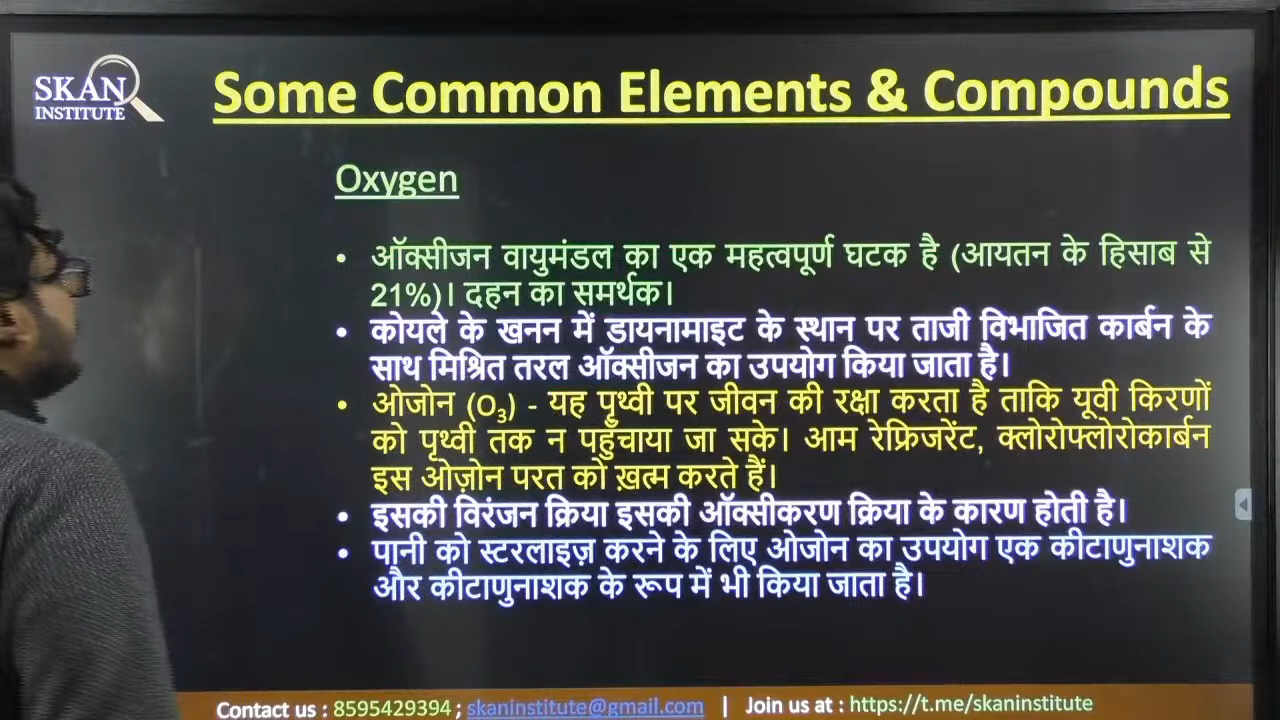 SKAN
INSTITUTE
Some Common Elements & Compounds
Oxygen
• ऑक्सीजन वायुमंडल का एक महत्वपूर्ण घटक है (आयतन के हिसाब से
21%)। दहन का समर्थक।
• कोयले के खनन में डायनामाइट के स्थान पर ताजी विभाजित कार्बन के
साथ मिश्रित तरल ऑक्सीजन का उपयोग किया जाता है।
• ओजोन (O₃) - यह पृथ्वी पर जीवन की रक्षा करता है ताकि यूवी किरणों
को पृथ्वी तक न पहुँचाया जा सके। आम रेफ्रिजरेंट, क्लोरोफ्लोरोकार्बन
इस ओज़ोन परत को ख़त्म करते हैं।
• इसकी विरंजन क्रिया इसकी ऑक्सीकरण क्रिया के कारण होती है।
• पानी को स्टरलाइज़ करने के लिए ओजोन का उपयोग एक कीटाणुनाशक
और कीटाणुनाशक के रूप में भी किया जाता है।
Contact us : 8595429394 ; skaninstitute@gmail.com | Join us at : https://t.me/skaninstitute